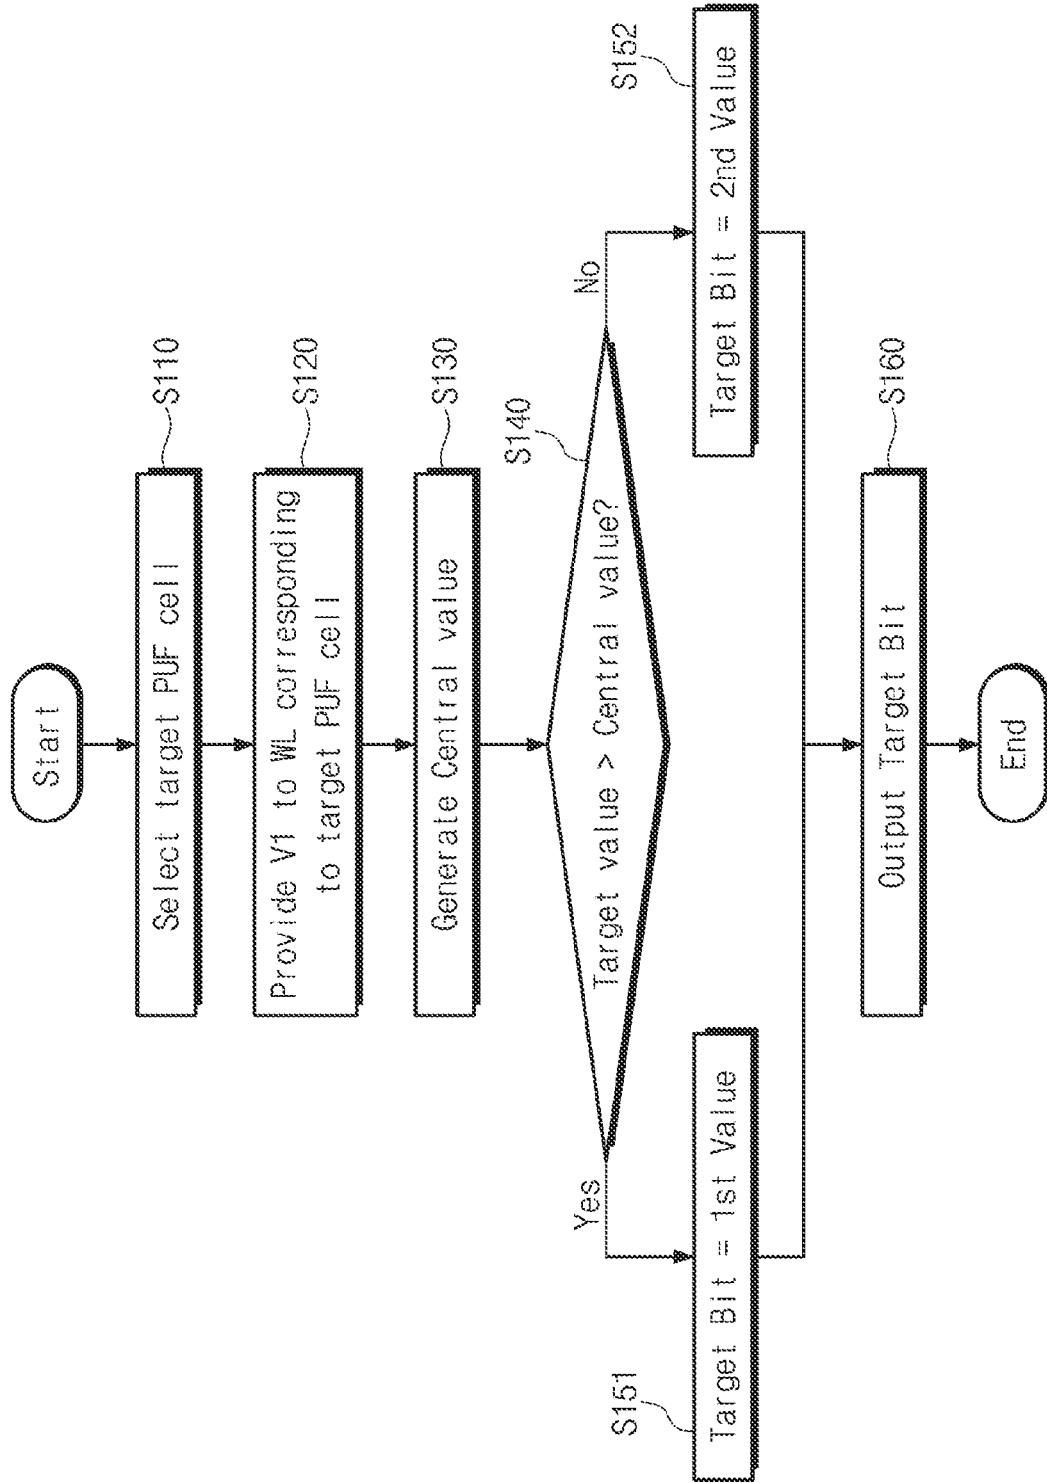 Start
Select target PUF cell
S110
Provide V1 to WL corresponding
to target PUF cell
S120
Generate Central value
S130
Target value > Central value?
S140
Yes
No
Target Bit = 1st Value
S151
Target Bit = 2nd Value
S152
Output Target Bit
S160
End